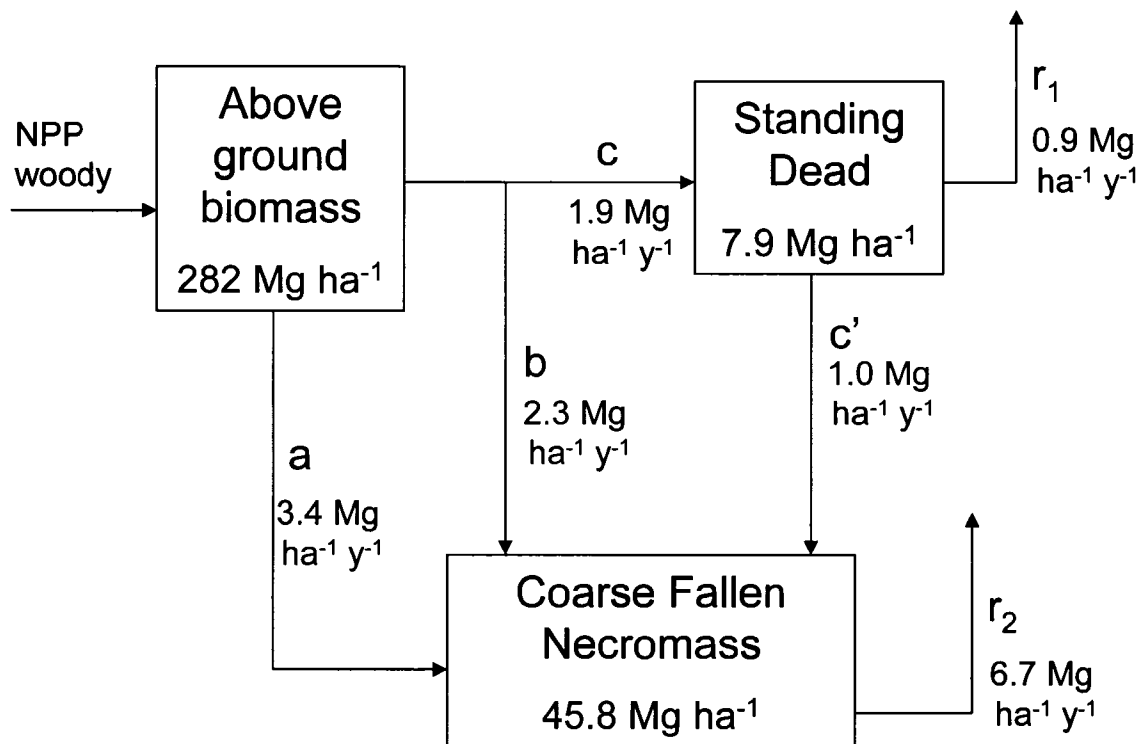 NPP
woody
Above
ground
biomass
282 Mg ha⁻¹
c
1.9 Mg
ha⁻¹ y⁻¹
Standing
Dead
7.9 Mg ha⁻¹
r₁
0.9 Mg
ha⁻¹ y⁻¹
b
2.3 Mg
ha⁻¹ y⁻¹
c’
1.0 Mg
ha⁻¹ y⁻¹
a
3.4 Mg
ha⁻¹ y⁻¹
Coarse Fallen
Necromass
45.8 Mg ha⁻¹
r₂
6.7 Mg
ha⁻¹ y⁻¹